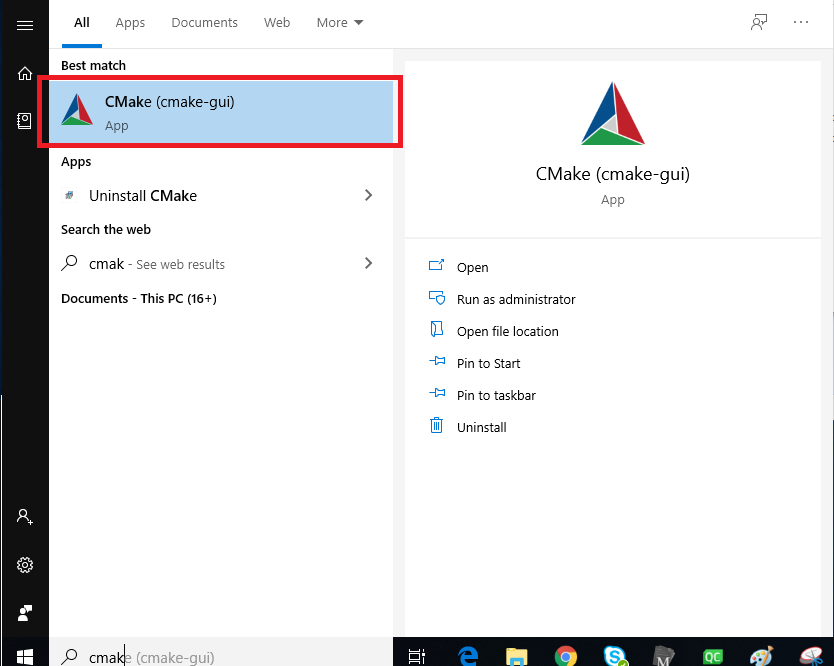 All Apps Documents Web More
Best match
CMake (cmake-gui)
App
Apps
Uninstall CMake
Search the web
cmak - See web results
Documents - This PC (16+)
CMake (cmake-gui)
App
Open
Run as administrator
Open file location
Pin to Start
Pin to taskbar
Uninstall
cmake (cmake-gui)
M
QC